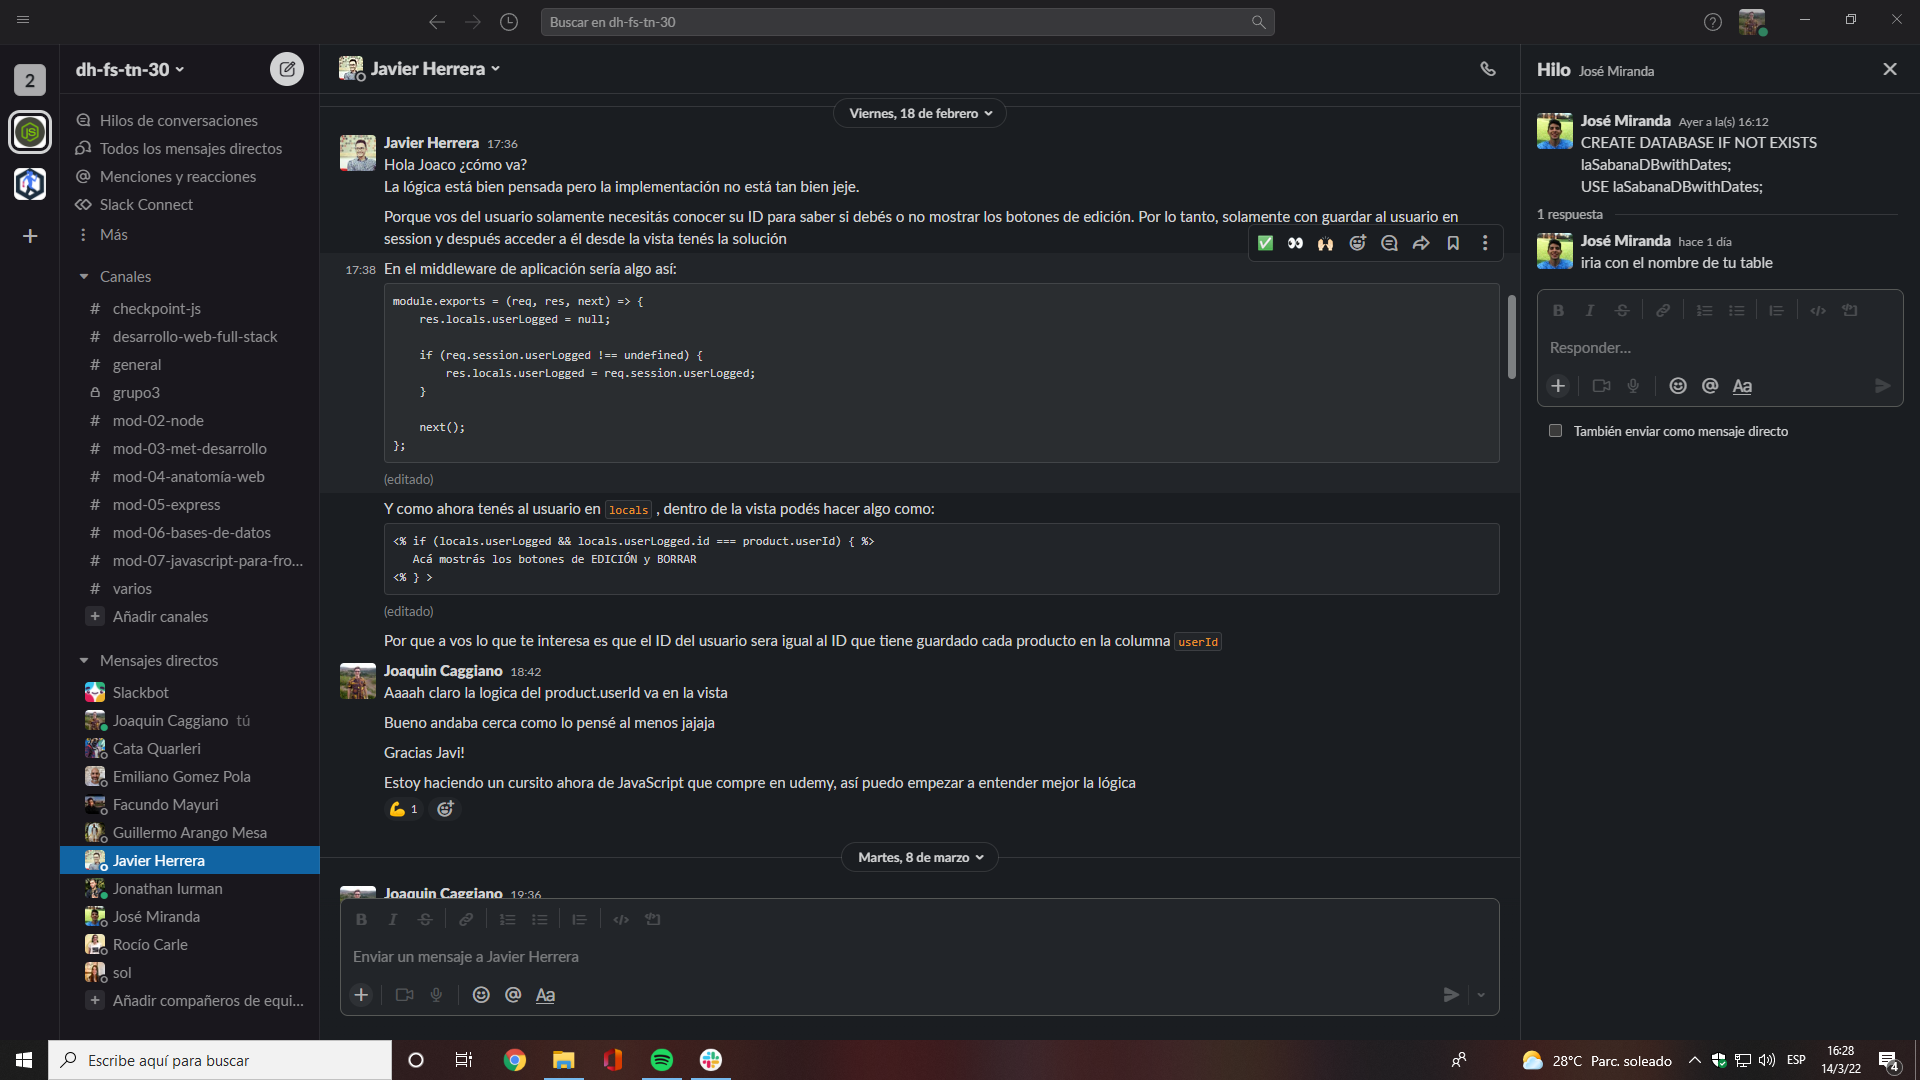 Buscar en dh-fs-tn-30
2
dh-fs-tn-30
Hilos de conversaciones
Todos los mensajes directos
Menciones y reacciones
Slack Connect
Más
Canales
# checkpoint-js
# desarrollo-web-full-stack
# general
grupo3
# mod-02-node
# mod-03-met-desarrollo
# mod-04-anatomía-web
# mod-05-express
# mod-06-bases-de-datos
# mod-07-javascript-para-fro...
# varios
+ Añadir canales
Mensajes directos
Slackbot
Joaquin Caggiano tú
Cata Quarleri
Emiliano Gomez Pola
Facundo Mayuri
Guillermo Arango Mesa
Javier Herrera
Jonathan Iurman
José Miranda
Rocío Carle
sol
+ Añadir compañeros de equi...
Javier Herrera
Viernes, 18 de febrero
Javier Herrera 17:36
Hola Joaco ¿cómo va?
La lógica está bien pensada pero la implementación no está tan bien jeje.
Porque vos del usuario solamente necesitás conocer su ID para saber si debés o no mostrar los botones de edición. Por lo tanto, solamente con guardar al usuario en
session y después acceder a él desde la vista tenés la solución
17:38 En el middleware de aplicación sería algo así:
module.exports = (req, res, next) => {
    res.locals.userLogged = null;
    if (req.session.userLogged !== undefined) {
        res.locals.userLogged = req.session.userLogged;
    }
    next();
};
(editado)
Y como ahora tenés al usuario en locals , dentro de la vista podés hacer algo como:
<% if (locals.userLogged && locals.userLogged.id === product.userId) { %>
   Acá mostrás los botones de EDICIÓN y BORRAR
<% } >
(editado)
Por que a vos lo que te interesa es que el ID del usuario sera igual al ID que tiene guardado cada producto en la columna userId
Joaquin Caggiano 18:42
Aaaah claro la logica del product.userId va en la vista
Bueno andaba cerca como lo pensé al menos jajaja
Gracias Javi!
Estoy haciendo un cursito ahora de JavaScript que compre en udemy, así puedo empezar a entender mejor la lógica
1
Martes, 8 de marzo
Joaquin Caggiano 19:36
Enviar un mensaje a Javier Herrera
Hilo José Miranda
José Miranda Ayer a la(s) 16:12
CREATE DATABASE IF NOT EXISTS
laSabanaDBwithDates;
USE laSabanaDBwithDates;
1 respuesta
José Miranda hace 1 día
iria con el nombre de tu table
Responder...
También enviar como mensaje directo
Escribe aquí para buscar
28°C Parc. soleado
ESP
16:28
14/3/22
4